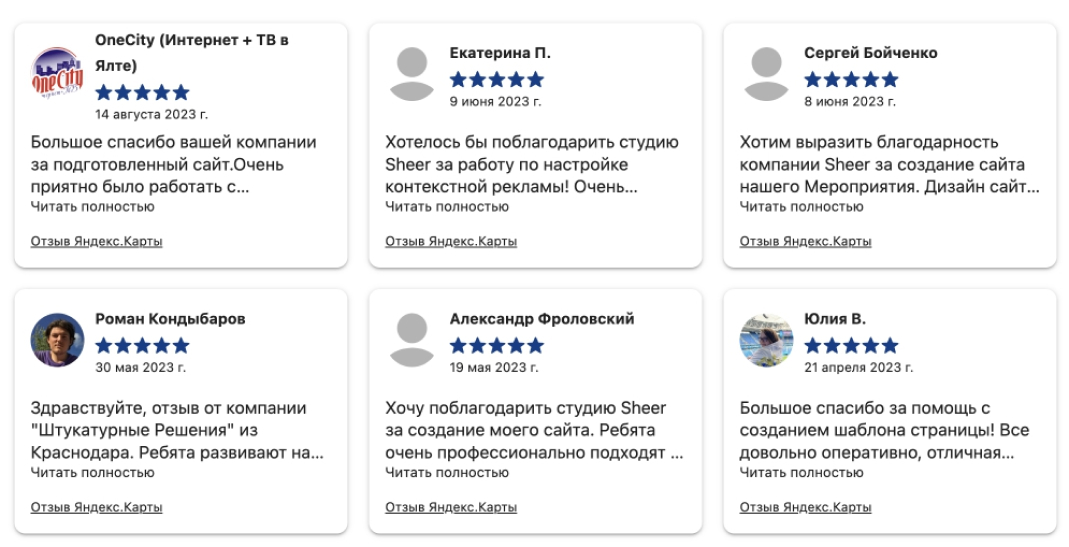 OneCity (Интернет + ТВ в
Ялте)
OneCity
14 августа 2023 г.
Большое спасибо вашей компании
за подготовленный сайт.Очень
приятно было работать с...
Читать полностью
Отзыв Яндекс.Карты
Екатерина П.
9 июня 2023 г.
Хотелось бы поблагодарить студию
Sheer за работу по настройке
контекстной рекламы! Очень...
Читать полностью
Отзыв Яндекс.Карты
Сергей Бойченко
8 июня 2023 г.
Хотим выразить благодарность
компании Sheer за создание сайта
нашего Мероприятия. Дизайн сайт...
Читать полностью
Отзыв Яндекс.Карты
Роман Кондыбаров
30 мая 2023 г.
Здравствуйте, отзыв от компании
"Штукатурные Решения" из
Краснодара. Ребята развивают на...
Читать полностью
Отзыв Яндекс.Карты
Александр Фроловский
19 мая 2023 г.
Хочу поблагодарить студию Sheer
за создание моего сайта. Ребята
очень профессионально подходят ...
Читать полностью
Отзыв Яндекс.Карты
Юлия В.
21 апреля 2023 г.
Большое спасибо за помощь с
созданием шаблона страницы! Все
довольно оперативно, отличная...
Читать полностью
Отзыв Яндекс.Карты